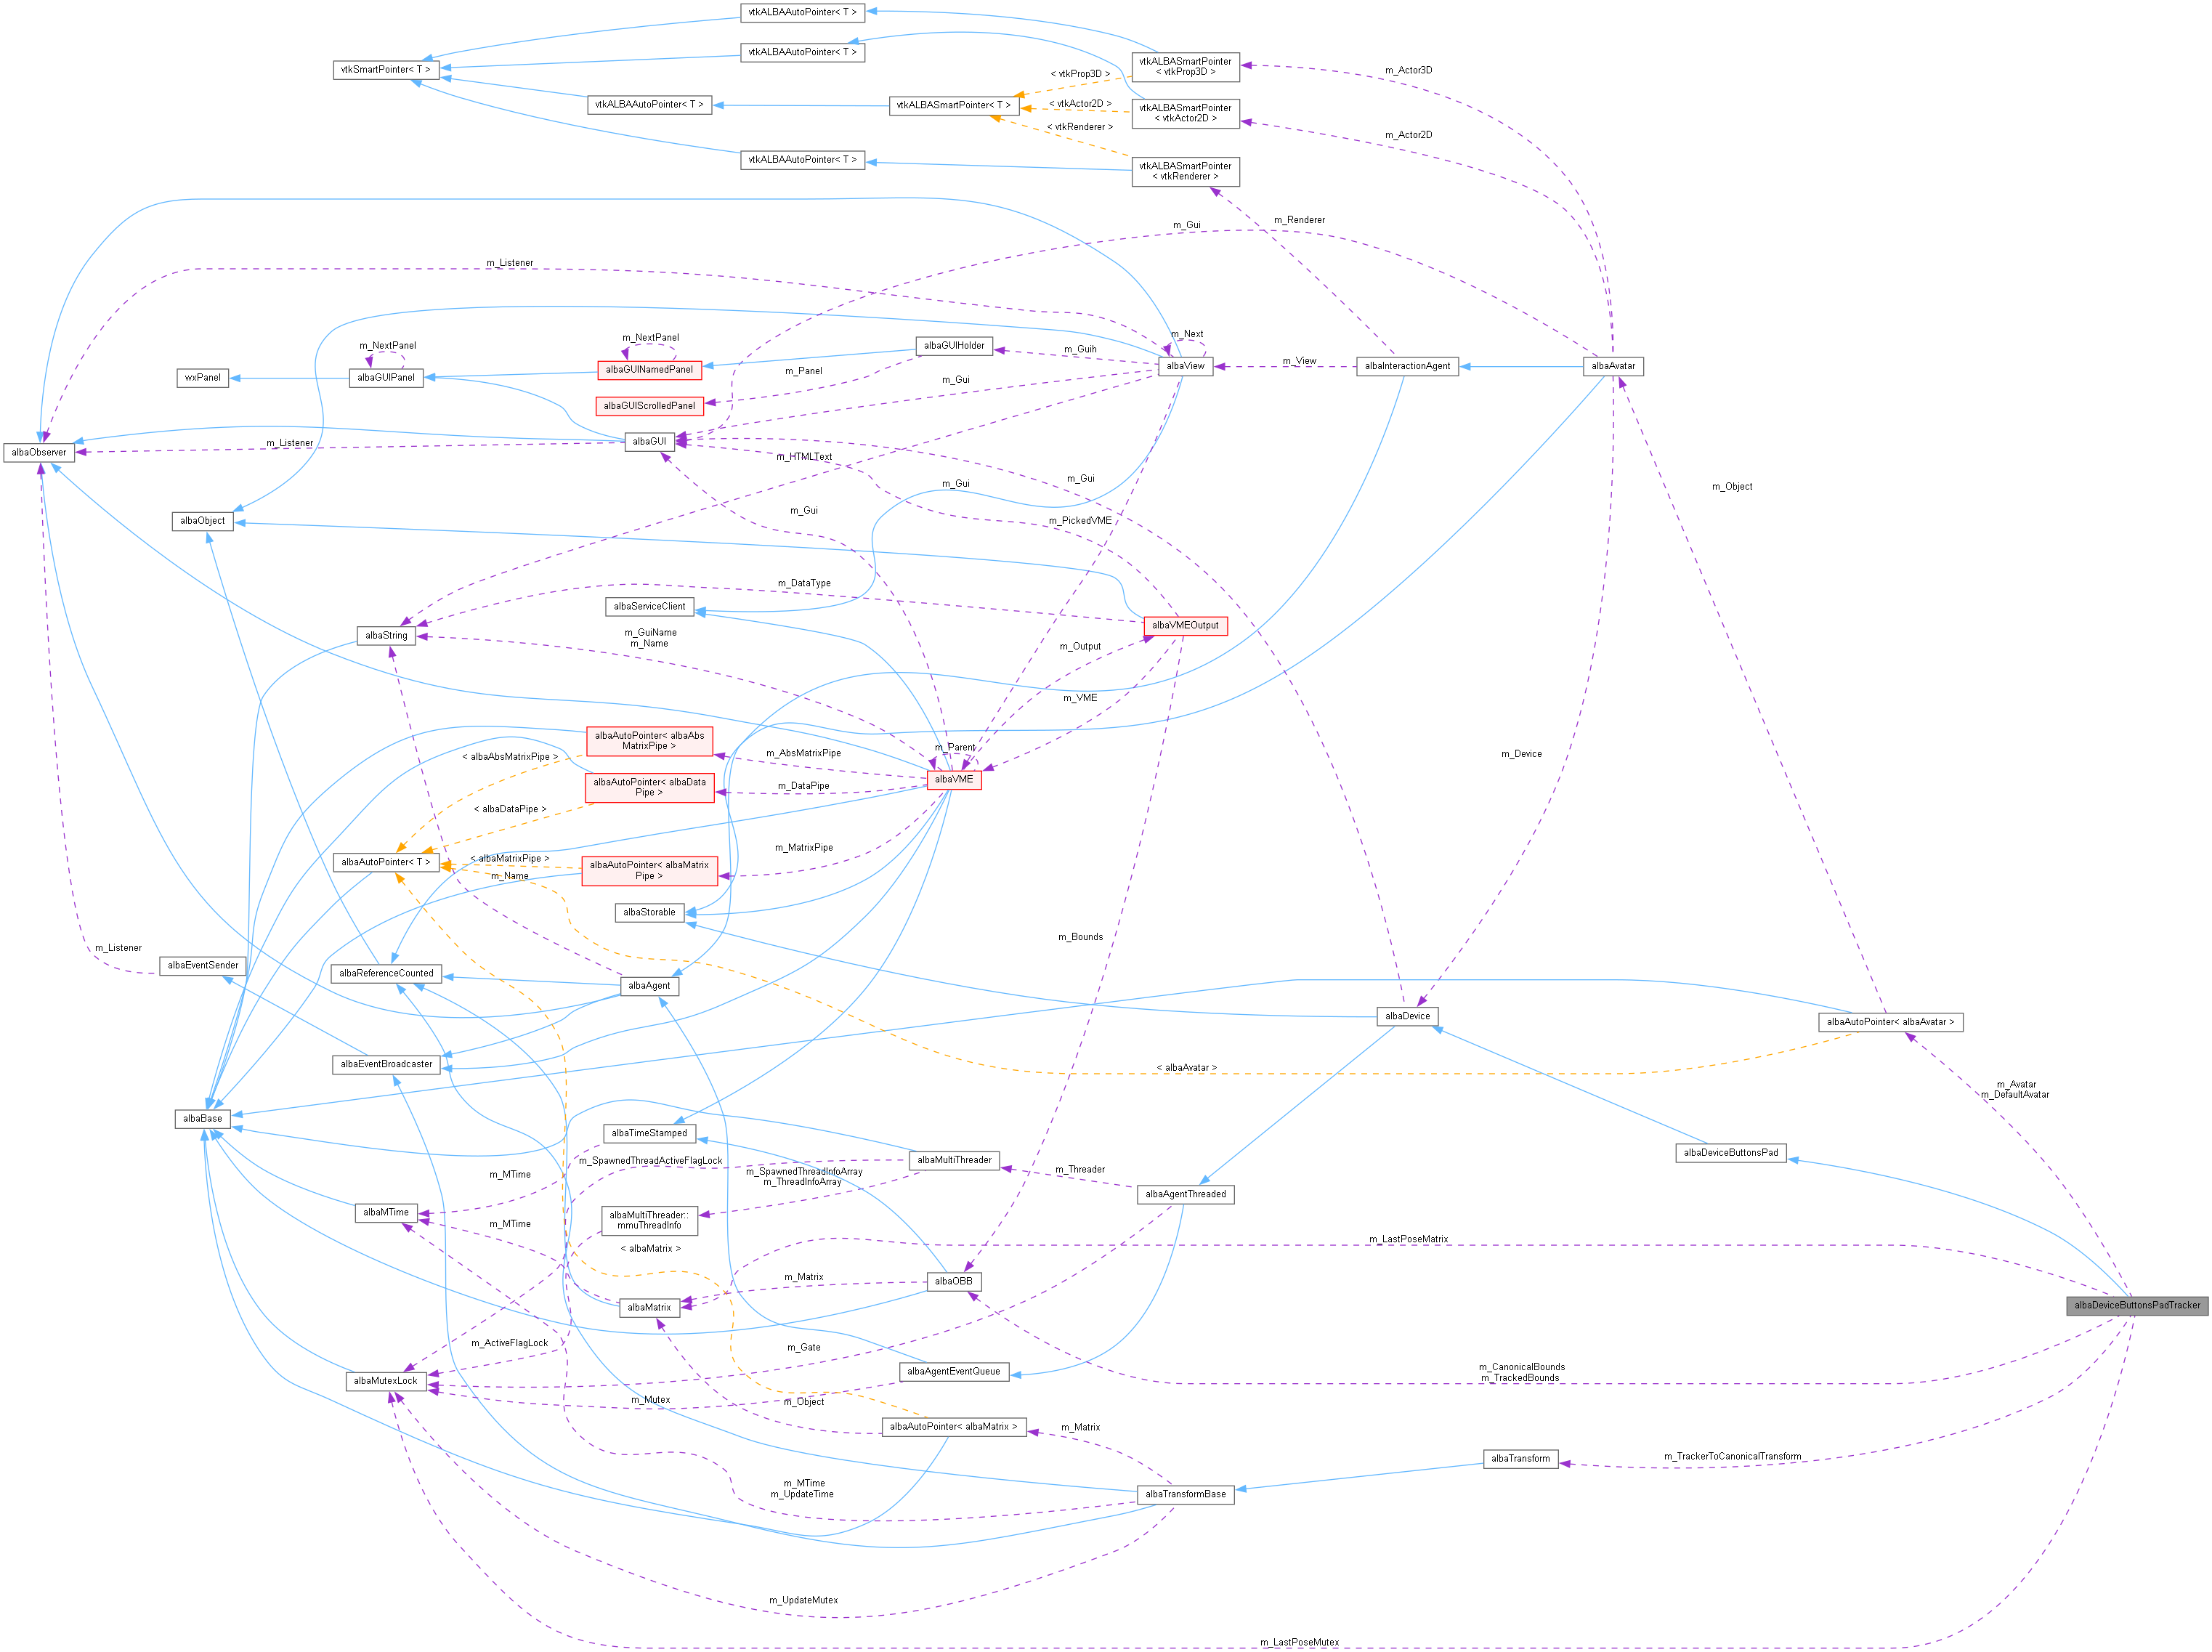 vtkALBAAutoPointer< T >
vtkALBAAutoPointer< T >
vtkSmartPointer< T >
vtkALBASmartPointer
< vtkProp3D >
< vtkProp3D >
m_Actor3D
vtkALBAAutoPointer< T >
vtkALBASmartPointer< T >
< vtkActor2D >
vtkALBASmartPointer
< vtkActor2D >
m_Actor2D
< vtkRenderer >
vtkALBAAutoPointer< T >
vtkALBASmartPointer
< vtkRenderer >
m_Gui
m_Renderer
m_Listener
m_NextPanel
m_NextPanel
albaGUIHolder
m_Guih
m_Next
m_View
wxPanel
albaGUIPanel
albaGUINamedPanel
m_Panel
albaView
albaInteractionAgent
albaAvatar
m_Gui
albaGUIScrolledPanel
albaObserver
m_Listener
albaGUI
m_HTMLText
m_Gui
m_Gui
m_Object
albaObject
m_Gui
m_PickedVME
m_DataType
albaServiceClient
albaString
m_GuiName
m_Name
albaVMEOutput
m_Output
m_VME
albaAutoPointer< albaAbs
MatrixPipe >
m_AbsMatrixPipe
m_Parent
m_Device
< albaAbsMatrixPipe >
albaAutoPointer< albaData
Pipe >
m_DataPipe
albaVME
< albaDataPipe >
albaAutoPointer< T >
< albaMatrixPipe >
albaAutoPointer< albaMatrix
Pipe >
m_MatrixPipe
m_Name
albaStorable
m_Bounds
m_Listener
albaEventSender
albaReferenceCounted
albaAgent
albaDevice
albaAutoPointer< albaAvatar >
albaEventBroadcaster
< albaAvatar >
m_Avatar
m_DefaultAvatar
albaBase
albaTimeStamped
albaDeviceButtonsPad
m_SpawnedThreadActiveFlagLock
albaMultiThreader
m_Threader
m_MTime
m_SpawnedThreadInfoArray
m_ThreadInfoArray
albaAgentThreaded
albaMTime
m_MTime
albaMultiThreader::
mmuThreadInfo
< albaMatrix >
m_LastPoseMatrix
m_Matrix
albaOBB
albaMatrix
albaDeviceButtonsPadTracker
m_ActiveFlagLock
m_Gate
albaMutexLock
albaAgentEventQueue
m_CanonicalBounds
m_TrackedBounds
m_Mutex
m_Object
albaAutoPointer< albaMatrix >
m_Matrix
albaTransform
m_TrackerToCanonicalTransform
m_MTime
m_UpdateTime
albaTransformBase
m_UpdateMutex
m_LastPoseMutex